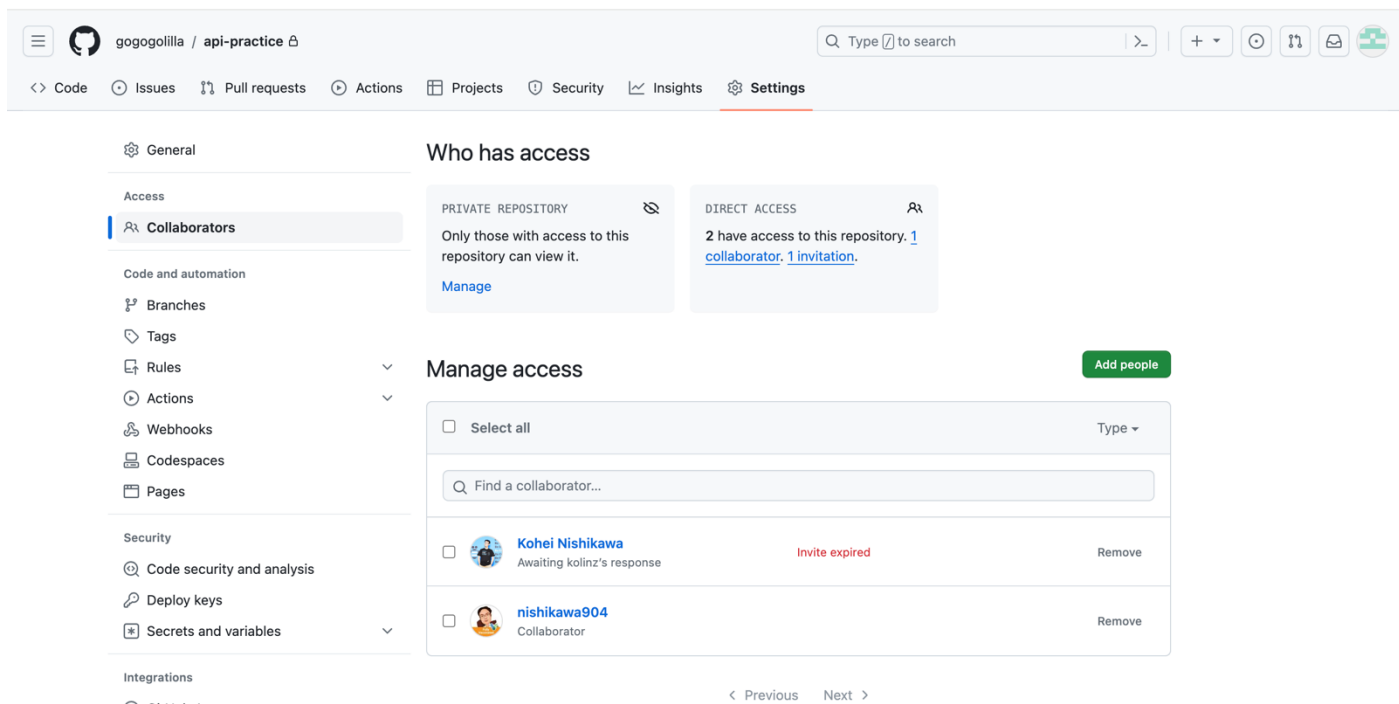 gogogolilla / api-practice
Type / to search
Code
Issues
Pull requests
Actions
Projects
Security
Insights
Settings
General
Access
Collaborators
Code and automation
Branches
Tags
Rules
Actions
Webhooks
Codespaces
Pages
Security
Code security and analysis
Deploy keys
Secrets and variables
Integrations
Who has access
PRIVATE REPOSITORY
Only those with access to this
repository can view it.
Manage
DIRECT ACCESS
2 have access to this repository. 1
collaborator. 1 invitation.
Manage access
Add people
Select all
Type
Find a collaborator...
Kohei Nishikawa
Awaiting kolinz's response
Invite expired
Remove
nishikawa904
Collaborator
Remove
Previous
Next